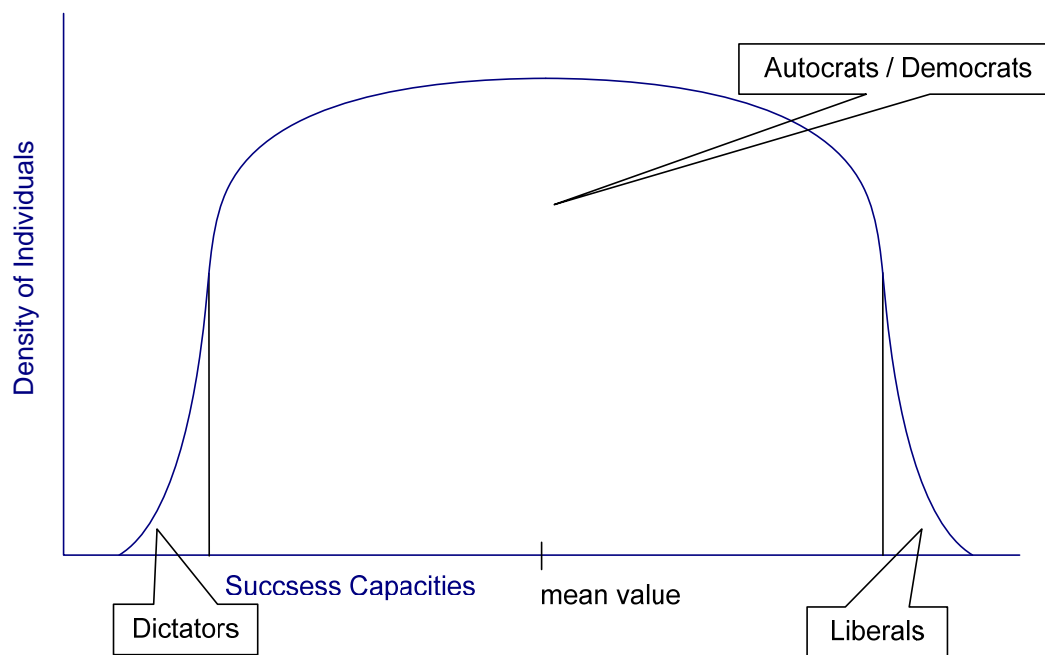 Autocrats / Democrats
Density of Individuals
Succsess Capacities
mean value
Dictators
Liberals